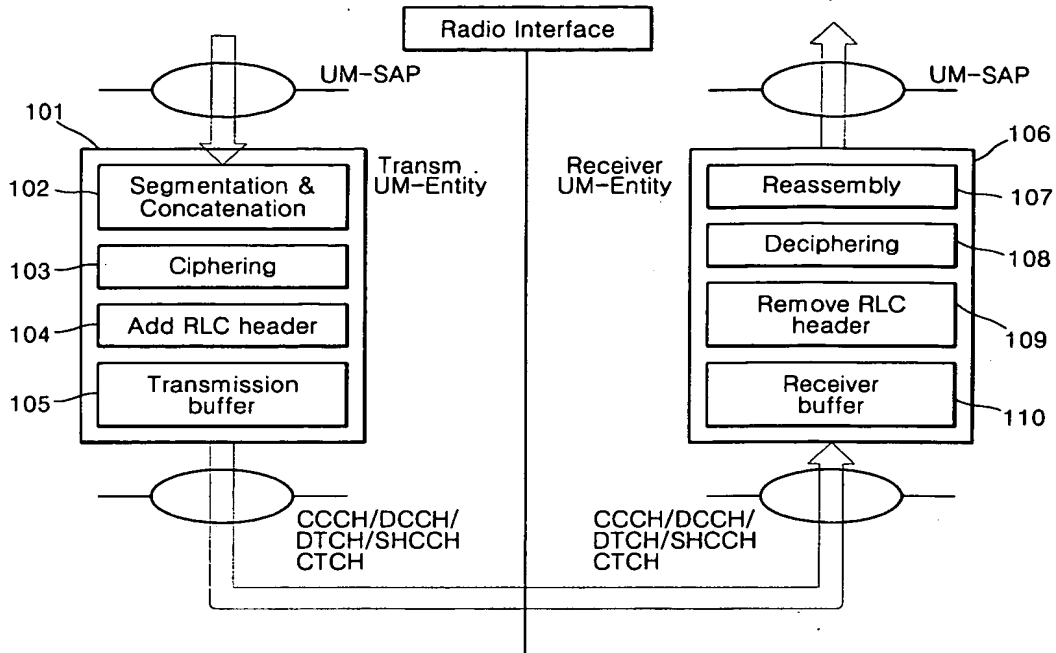 Radio Interface
UM-SAP
UM-SAP
101
106
Transm.
UM-Entity
Receiver
UM-Entity
102
Segmentation &
Concatenation
103
Ciphering
104
Add RLC header
105
Transmission
buffer
Reassembly
107
Deciphering
108
Remove RLC
header
109
Receiver
buffer
110
CCCH/DCCH/
DTCH/SHCCH
CTCH
CCCH/DCCH/
DTCH/SHCCH
CTCH